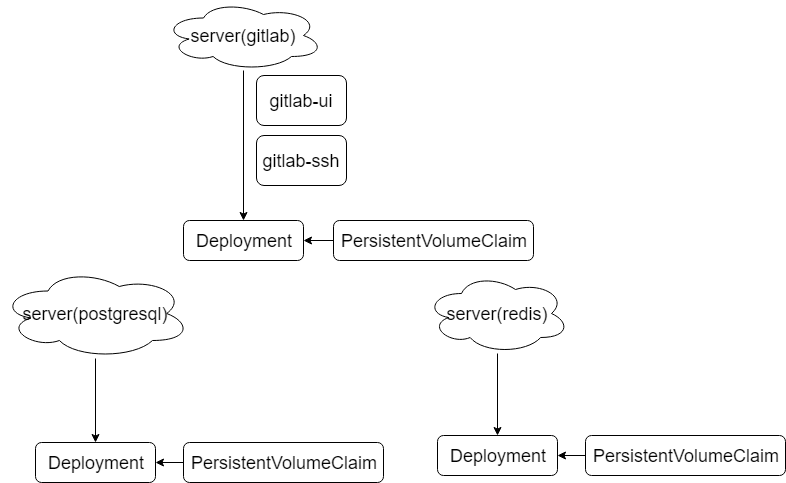 server(gitlab)
gitlab-ui
gitlab-ssh
Deployment
PersistentVolumeClaim
server(postgresql)
server(redis)
Deployment
PersistentVolumeClaim
Deployment
PersistentVolumeClaim